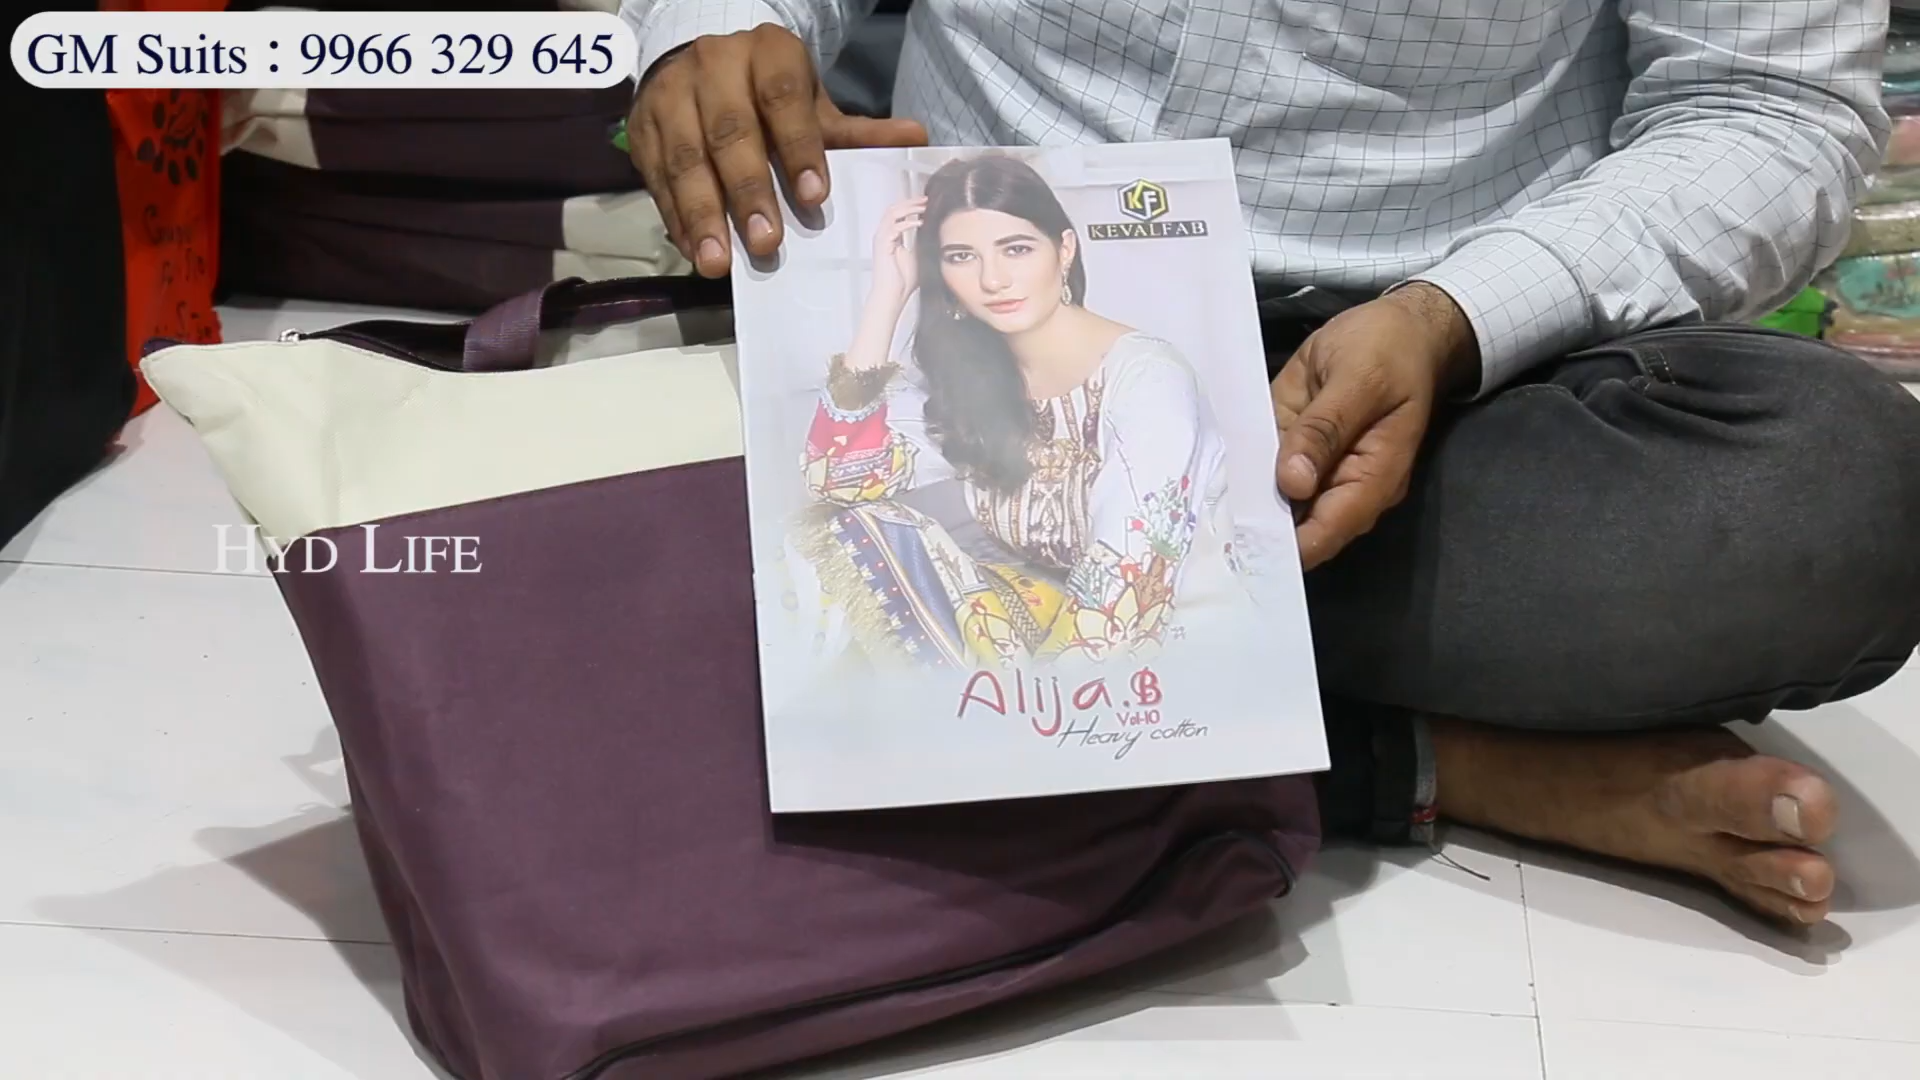 GM Suits : 9966 329 645
KF
KEVALFAB
HYD LIFE
Alija.B
Vol-10
Heavy cotton